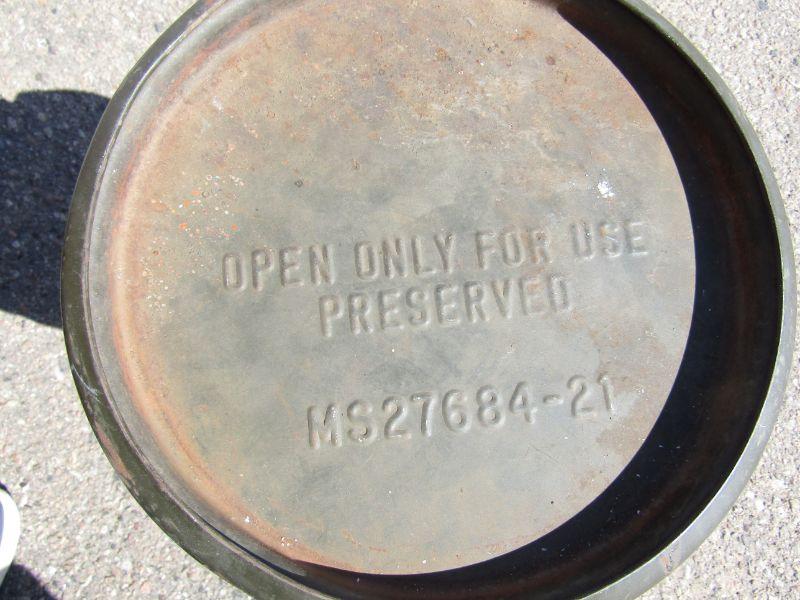 OPEN ONLY FOR USE
PRESERVED
MS27684-21